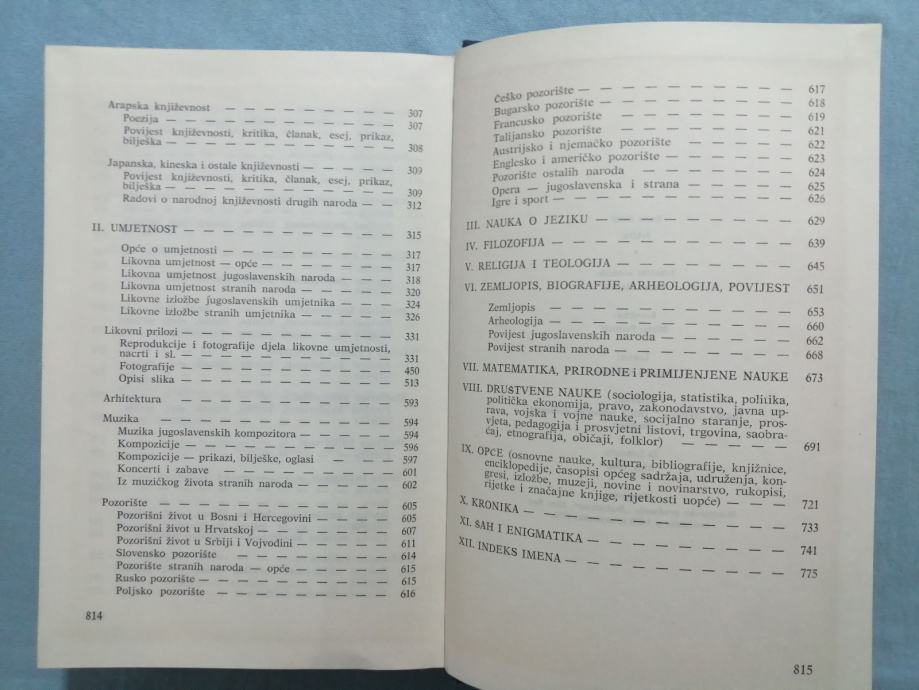 Arapska književnost — — — — — — — — 307
Poezija — — — — — — — — — — 307
Povijest književnosti, kritika, članak, esej, prikaz,
bilješka — — — — — — — — — — 308
Japanska, kineska i ostale književnosti — — — — 309
Povijest književnosti, kritika, članak, esej, prikaz,
bilješka — — — — — — — — — — 309
Radovi o narodnoj književnosti drugih naroda — — — 312
II. UMJETNOST — — — — — — — — — — 315
Opće o umjetnosti — — — — — — — — 317
Likovna umjetnost — opće — — — — — — 317
Likovna umjetnost jugoslavenskih naroda — — — — 318
Likovna umjetnost stranih naroda — — — — — 320
Likovne izložbe jugoslavenskih umjetnika — — — — 324
Likovne izložbe stranih umjetnika — — — — — 326
Likovni prilozi — — — — — — — — — — 331
Reprodukcije i fotografije djela likovne umjetnosti,
nacrti i sl. — — — — — — — — — 331
Fotografije — — — — — — — — — 450
Opisi slika — — — — — — — — — 513
Arhitektura — — — — — — — — — — 593
Muzika — — — — — — — — — — 594
Muzika jugoslavenskih kompozitora — — — — — 594
Kompozicije — — — — — — — — — 596
Kompozicije — prikazi, bilješke, oglasi — — — — 597
Koncerti i zabave — — — — — — — — 601
Iz muzičkog života stranih naroda — — — — — 602
Pozorište — — — — — — — — — — 605
Pozorišni život u Bosni i Hercegovini — — — — 605
Pozorišni život u Hrvatskoj — — — — — — 607
Pozorišni život u Srbiji i Vojvodini — — — — — 611
Slovensko pozorište — — — — — — — 614
Pozorište stranih naroda — opće — — — — — 615
Rusko pozorište — — — — — — — — 615
Poljsko pozorište — — — — — — — — 616
814
Češko pozorište — — — — — — — — 617
Bugarsko pozorište — — — — — — — 618
Francusko pozorište — — — — — — — 619
Talijansko pozorište — — — — — — — 621
Austrijsko i njemačko pozorište — — — — — 622
Englesko i američko pozorište — — — — — 623
Pozorište ostalih naroda — — — — — — 624
Opera — jugoslavenska i strana — — — — — 625
Igre i sport — — — — — — — — — 626
III. NAUKA O JEZIKU — — — — — — — — 629
IV. FILOZOFIJA — — — — — — — — — 639
V. RELIGIJA I TEOLOGIJA — — — — — — — 645
VI. ZEMLJOPIS, BIOGRAFIJE, ARHEOLOGIJA, POVIJEST 651
Zemljopis — — — — — — — — — 653
Arheologija — — — — — — — — — 660
Povijest jugoslavenskih naroda — — — — — 662
Povijest stranih naroda — — — — — — — 668
VII. MATEMATIKA, PRIRODNE i PRIMIJENJENE NAUKE 673
VIII. DRUSTVENE NAUKE (sociologija, statistika, politika,
politička ekonomija, pravo, zakonodavstvo, javna up-
rava, vojska i vojne nauke, socijalno staranje, pros-
vjeta, pedagogija i prosvjetni listovi, trgovina, saobra-
ćaj, etnografija, običaji, folklor) — — — — — 691
IX. OPĆE (osnovne nauke, kultura, bibliografije, knjižnice,
enciklopedije, časopisi općeg sadržaja, udruženja, kon-
gresi, izložbe, muzeji, novine i novinarstvo, rukopisi,
rijetke i značajne knjige, rijetkosti uopće) — — — 721
X. KRONIKA — — — — — — — — — — 733
XI. SAH I ENIGMATIKA — — — — — — — — 741
XII. INDEKS IMENA — — — — — — — — — 775
815